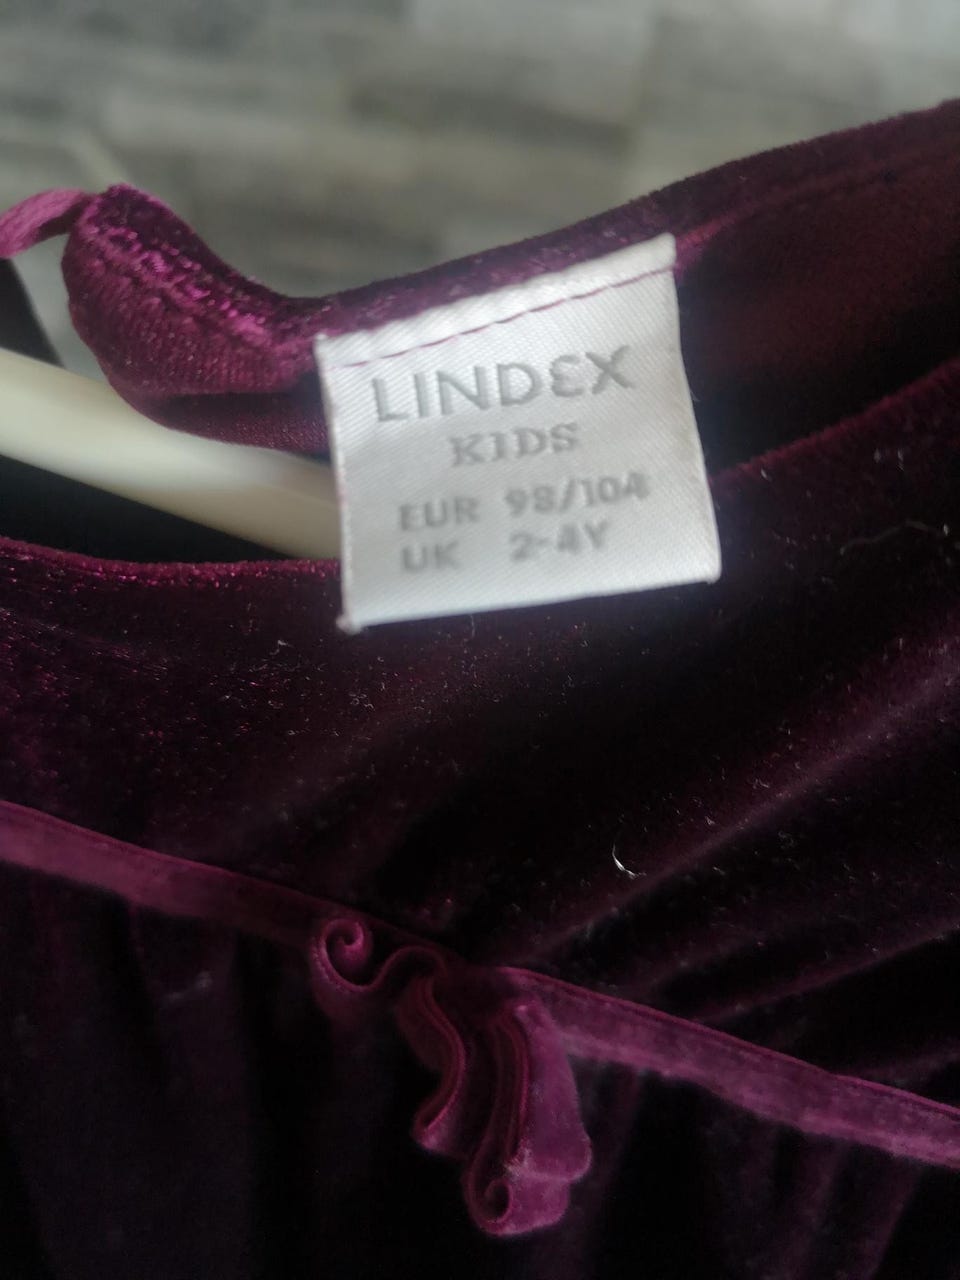 LINDEX
KIDS
EUR 98/104
UK 2-4Y